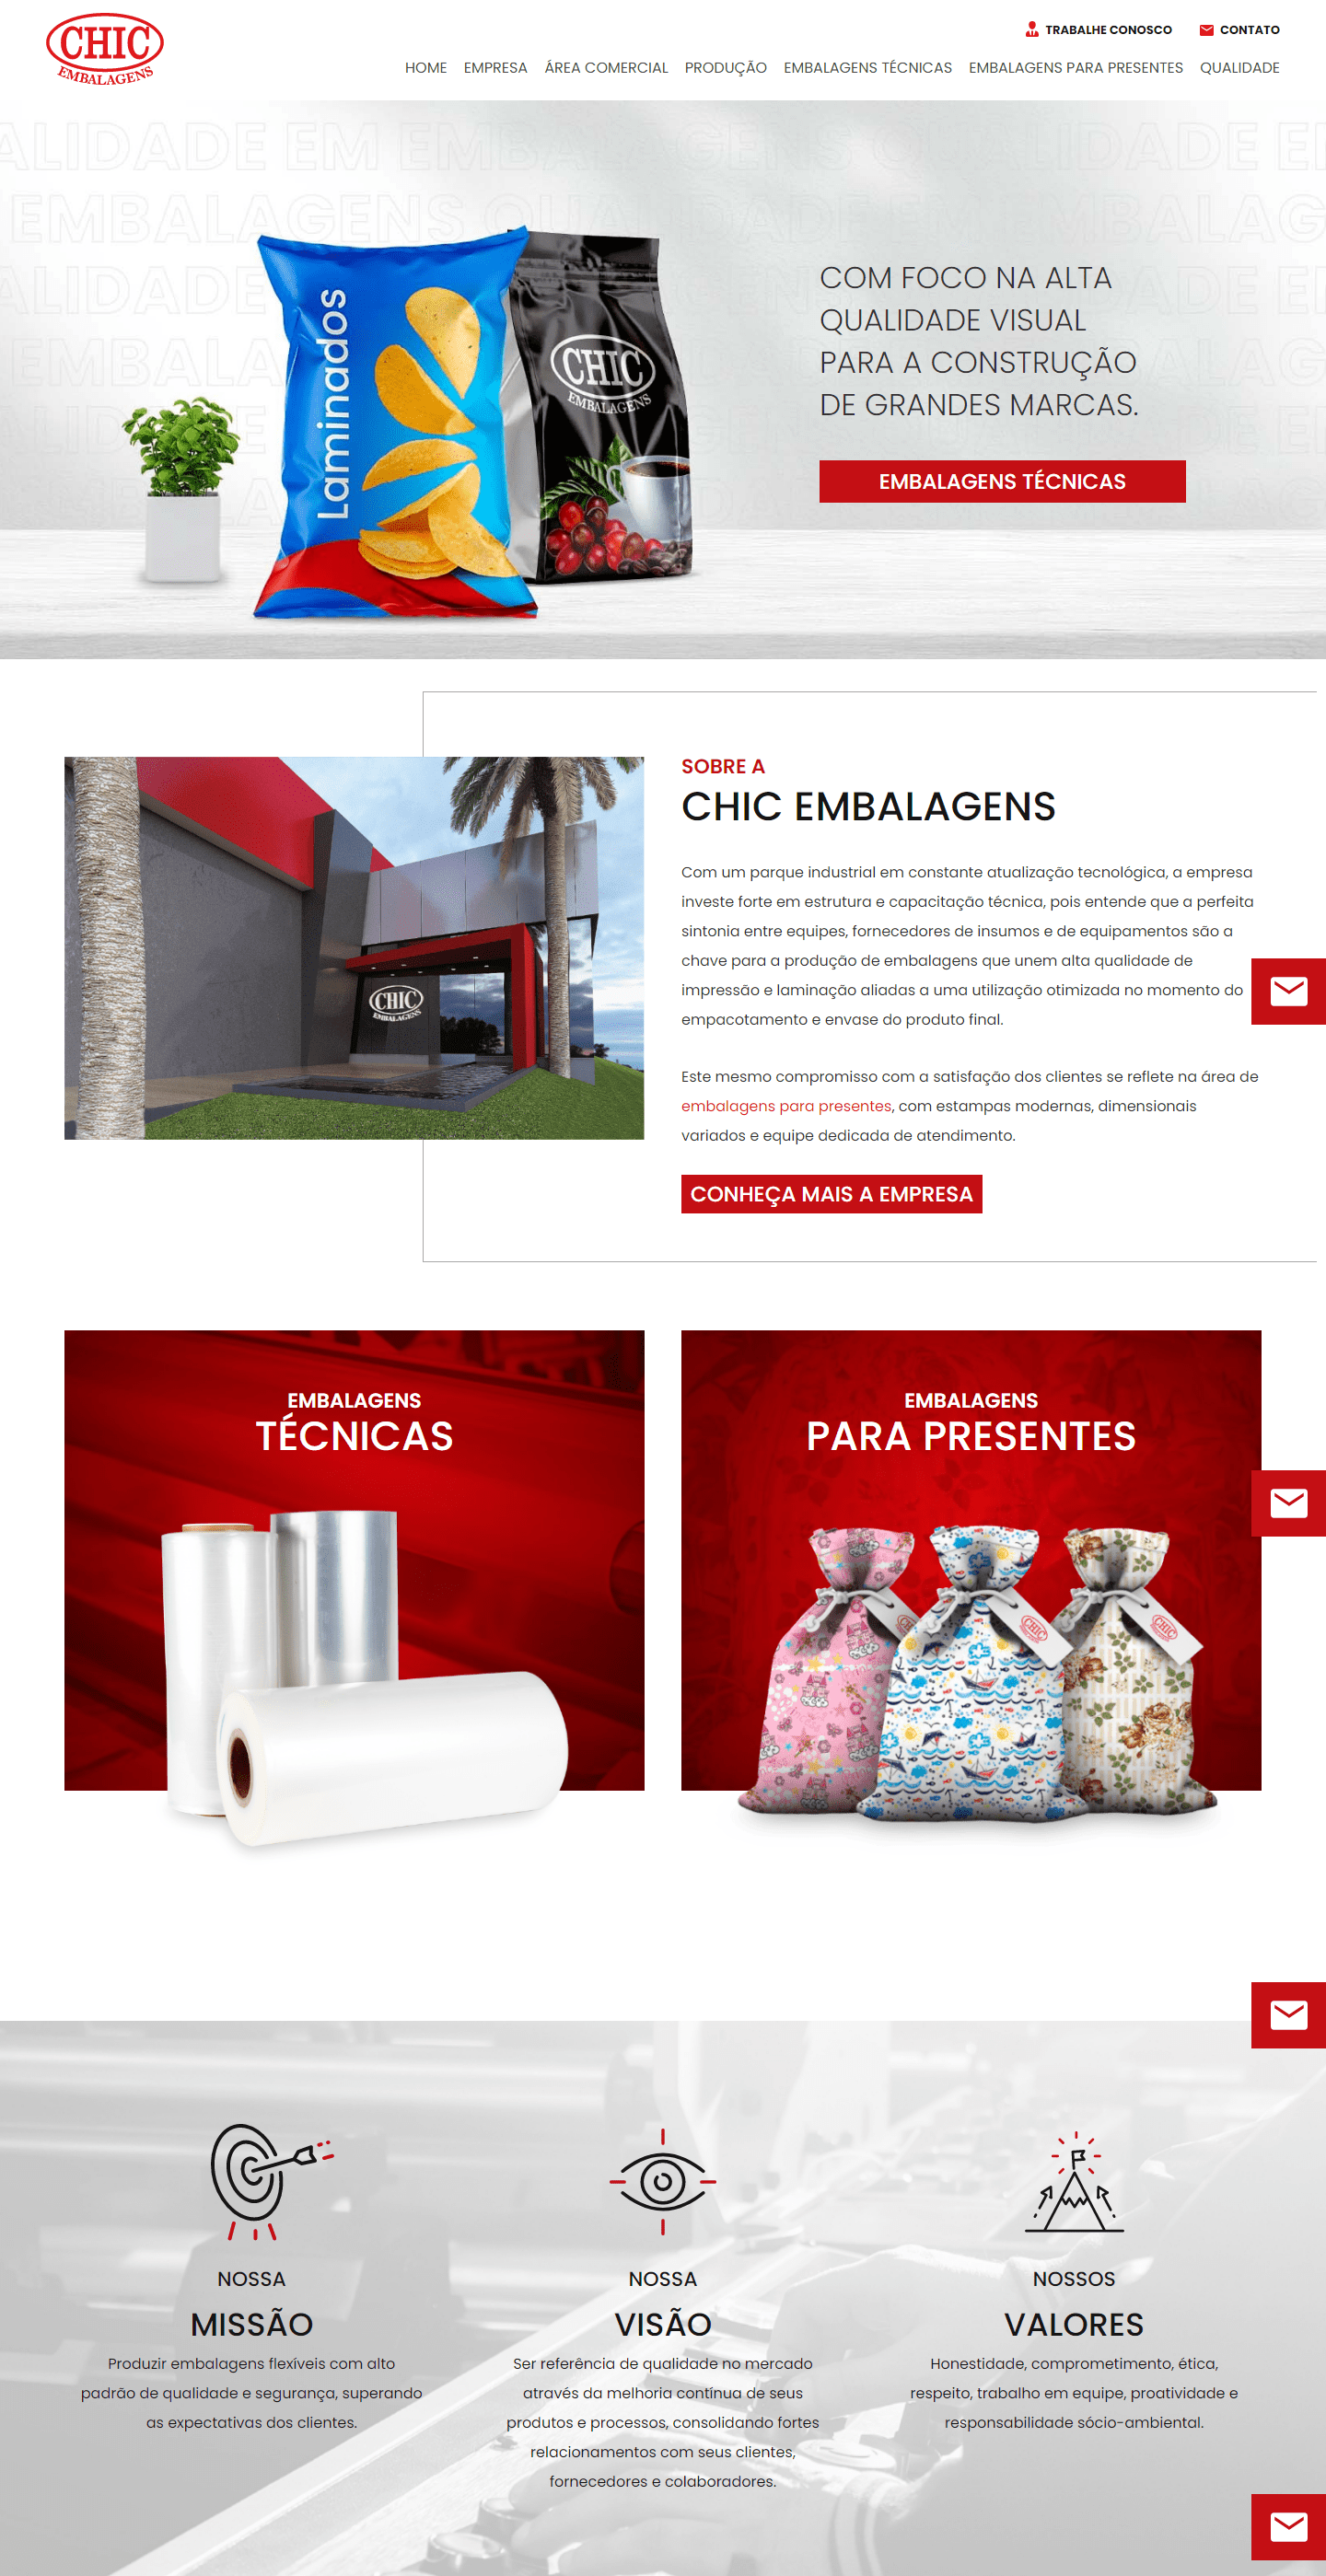 CHIC
EMBALAGENS
TRABALHE CONOSCO
CONTATO
HOME
EMPRESA
ÁREA COMERCIAL
PRODUÇÃO
EMBALAGENS TÉCNICAS
EMBALAGENS PARA PRESENTES
QUALIDADE
ALIDADE EM EMBALAGENS QUALIDADE E
EMBALAGENS QUALIDADE EM EMBALAG
Laminados
CHIC
EMBALAGENS
COM FOCO NA ALTA
QUALIDADE VISUAL
PARA A CONSTRUÇÃO
DE GRANDES MARCAS.
EMBALAGENS TÉCNICAS
CHIC
EMBALAGENS
SOBRE A
CHIC EMBALAGENS
Com um parque industrial em constante atualização tecnológica, a empresa
investe forte em estrutura e capacitação técnica, pois entende que a perfeita
sintonia entre equipes, fornecedores de insumos e de equipamentos são a
chave para a produção de embalagens que unem alta qualidade de
impressão e laminação aliadas a uma utilização otimizada no momento do
empacotamento e envase do produto final.
Este mesmo compromisso com a satisfação dos clientes se reflete na área de
embalagens para presentes, com estampas modernas, dimensionais
variados e equipe dedicada de atendimento.
CONHEÇA MAIS A EMPRESA
EMBALAGENS
TÉCNICAS
EMBALAGENS
PARA PRESENTES
CHIC
CHIC
CHIC
NOSSA
MISSÃO
Produzir embalagens flexíveis com alto
padrão de qualidade e segurança, superando
as expectativas dos clientes.
NOSSA
VISÃO
Ser referência de qualidade no mercado
através da melhoria contínua de seus
produtos e processos, consolidando fortes
relacionamentos com seus clientes,
fornecedores e colaboradores.
NOSSOS
VALORES
Honestidade, comprometimento, ética,
respeito, trabalho em equipe, proatividade e
responsabilidade sócio-ambiental.